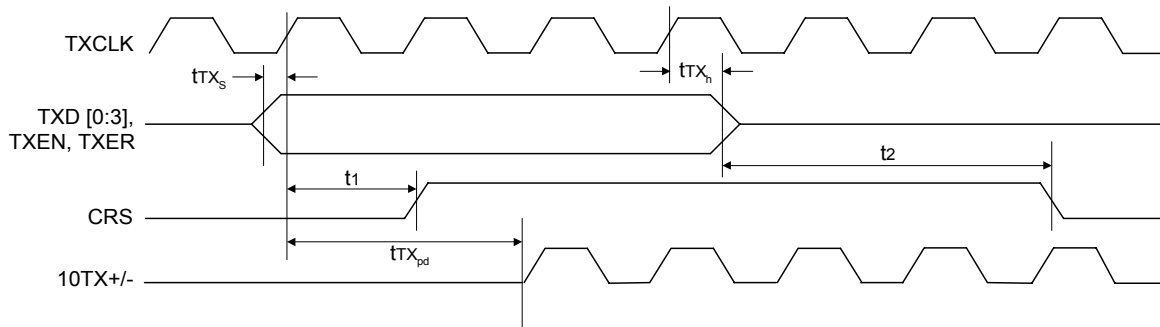 TXCLK
tTXS
tTXh
TXD [0:3],
TXEN, TXER
t1
t2
CRS
tTXpd
10TX+/-